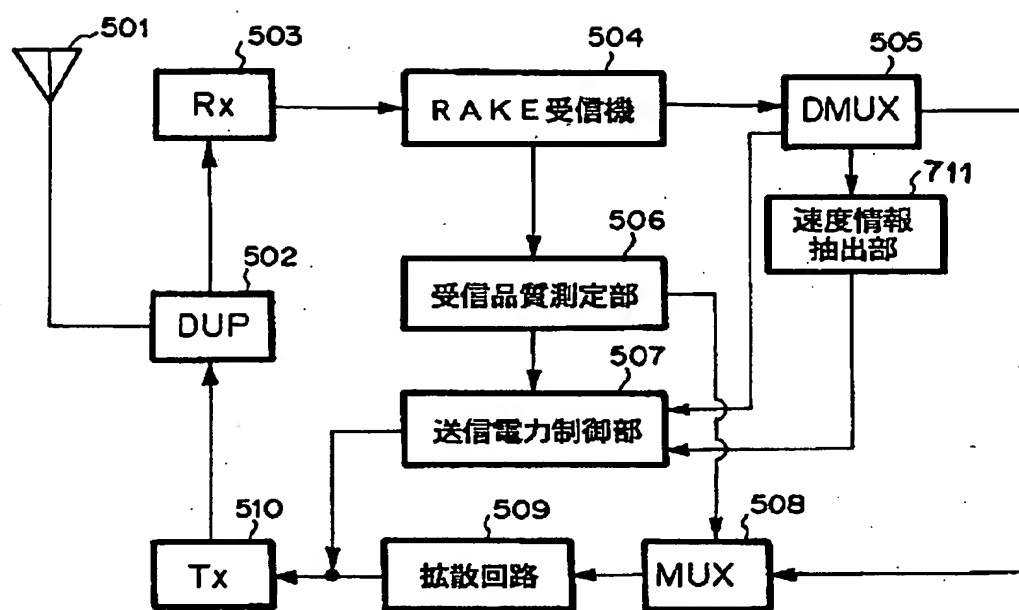 501
503
504
505
Rx
RAKE受信機
DMUX
711
速度情報
抽出部
506
502
受信品質測定部
DUP
507
送信電力制御部
510
509
508
Tx
拡散回路
MUX